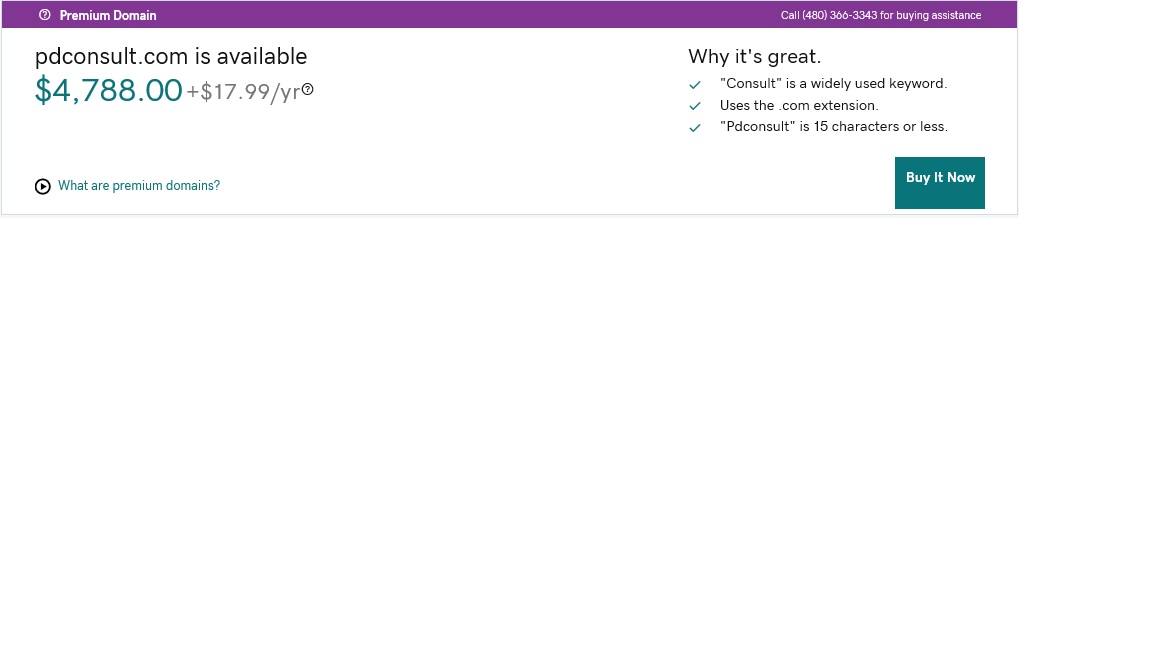 Premium Domain
Call (480) 366-3343 for buying assistance
pdconsult.com is available
$4,788.00 +$17.99/yr
What are premium domains?
Why it's great.
"Consult" is a widely used keyword.
Uses the .com extension.
"Pdconsult" is 15 characters or less.
Buy It Now